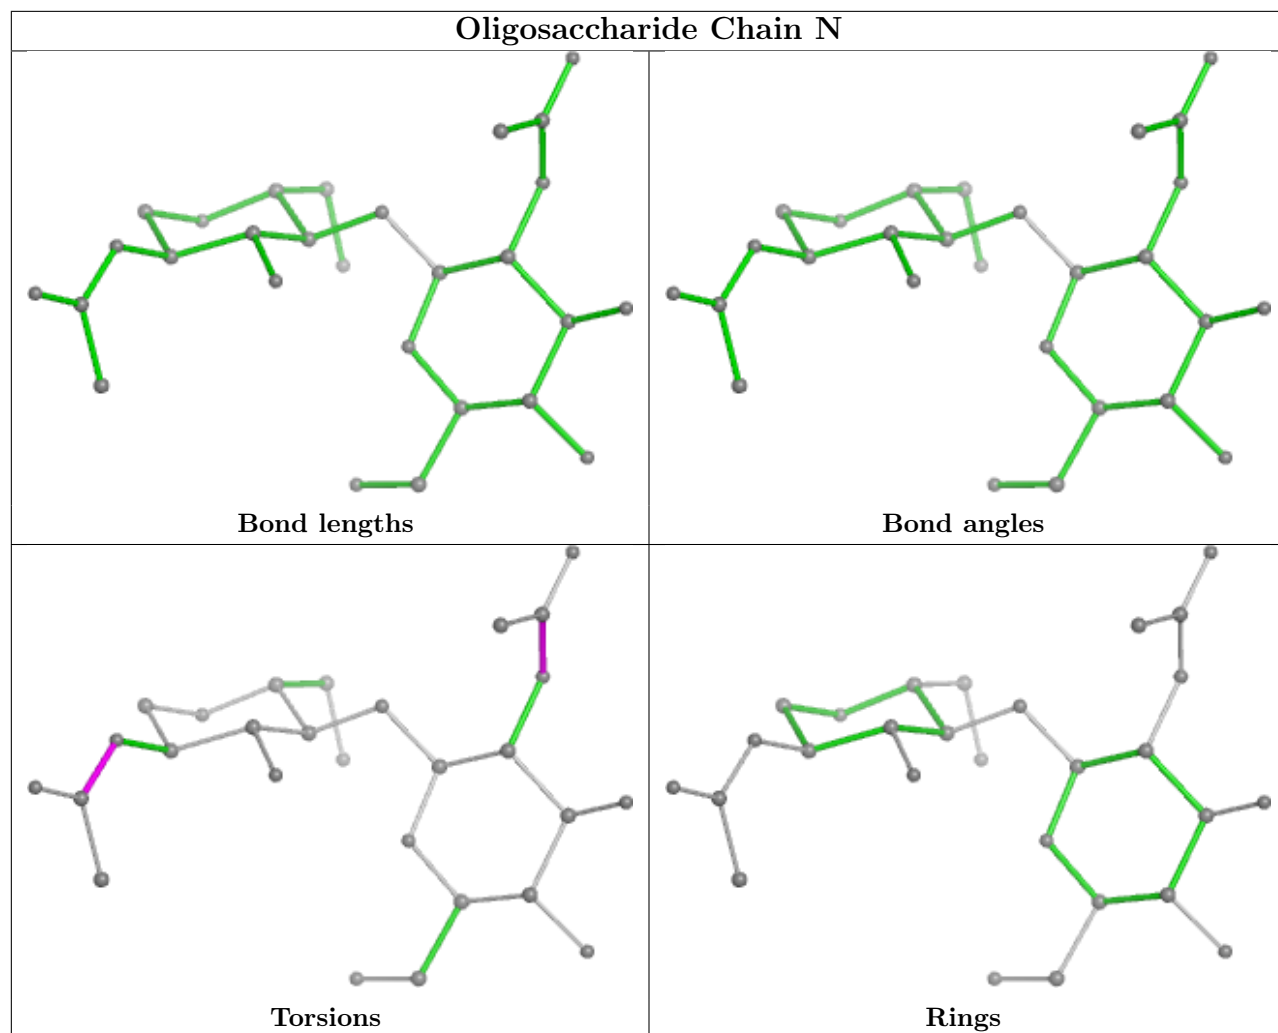 Oligosaccharide Chain N
Bond lengths
Bond angles
Torsions
Rings